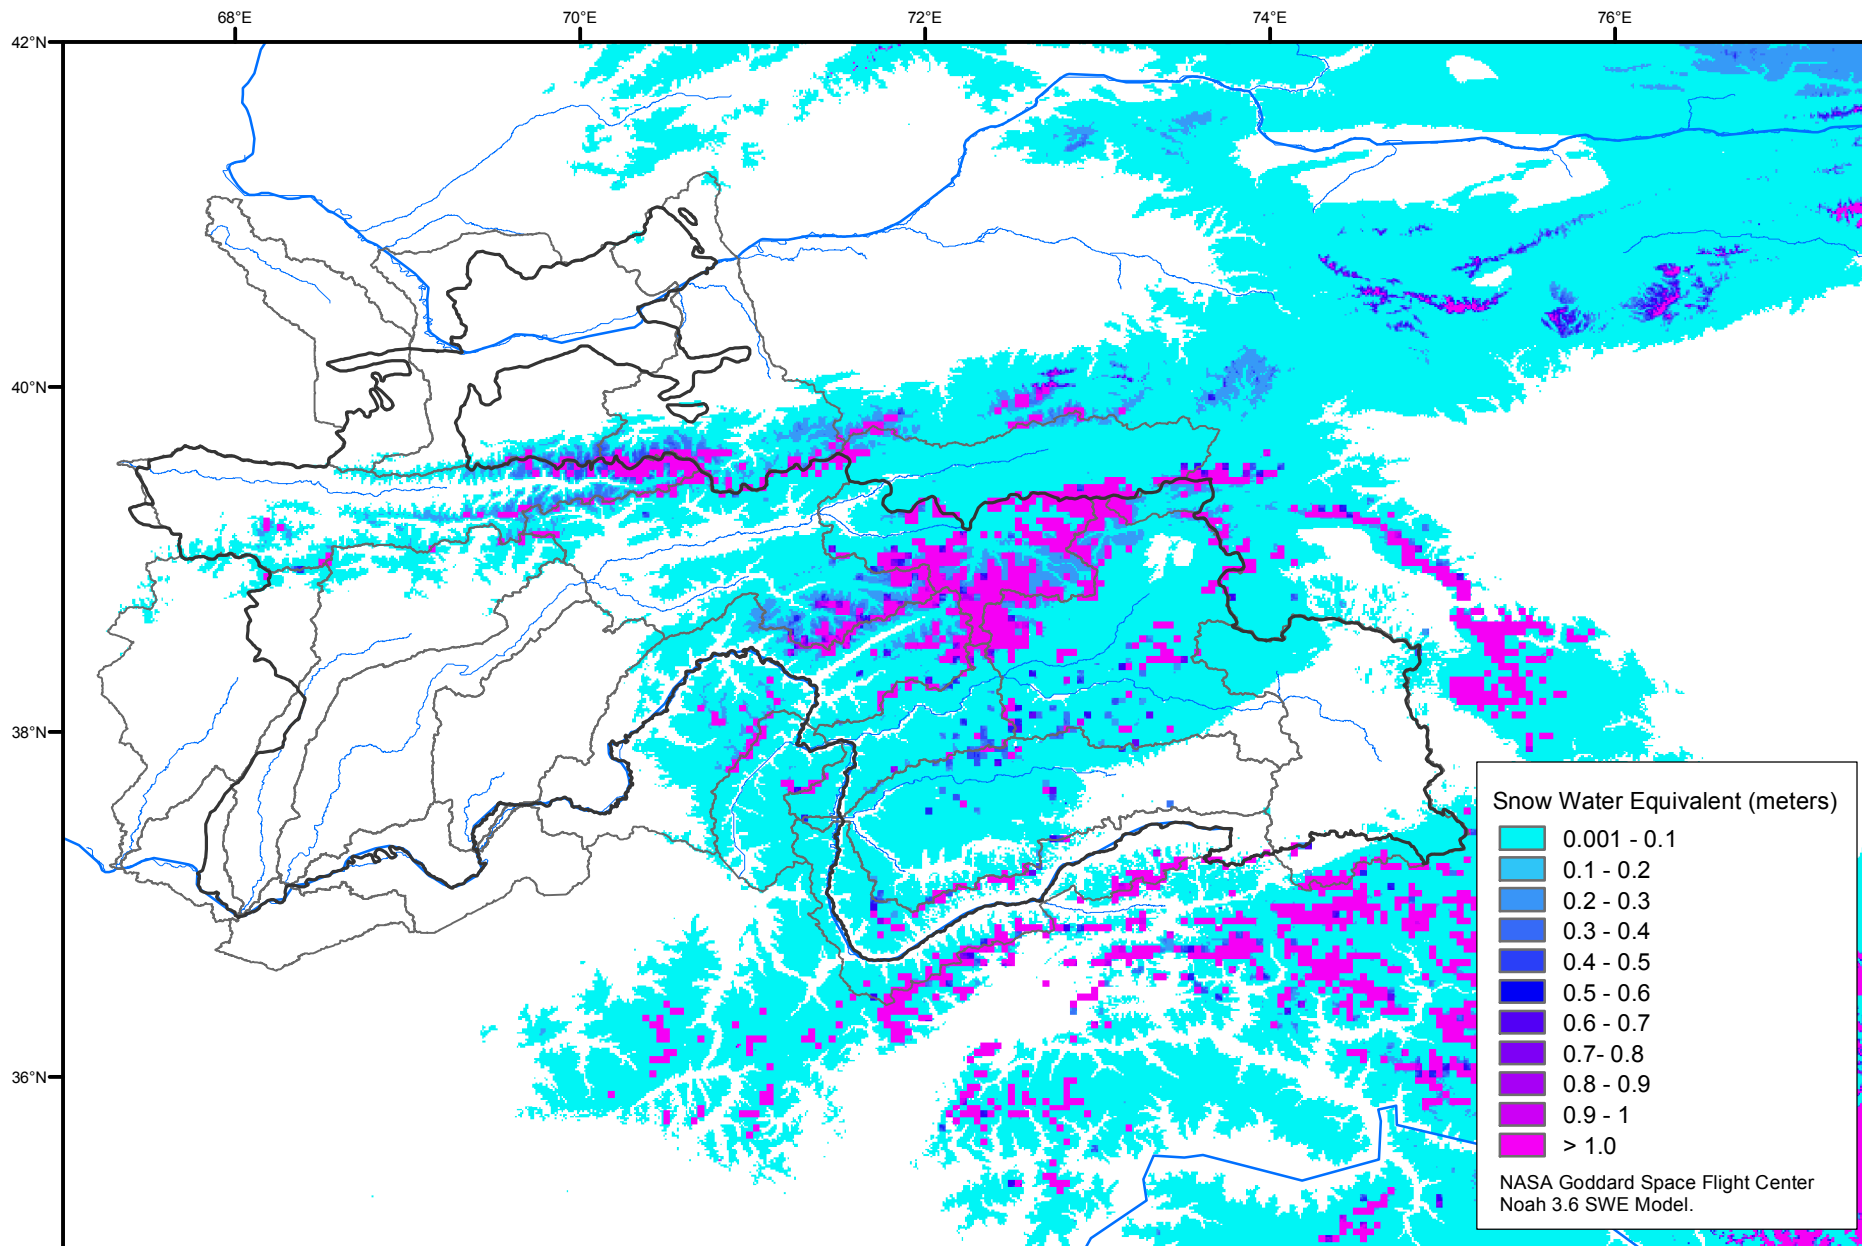 68°E
70°E
72°E
74°E
76°E
42°N
40°N
38°N
36°N
Snow Water Equivalent (meters)
0.001 - 0.1
0.1 - 0.2
0.2 - 0.3
0.3 - 0.4
0.4 - 0.5
0.5 - 0.6
0.6 - 0.7
0.7- 0.8
0.8 - 0.9
0.9 - 1
> 1.0
NASA Goddard Space Flight Center
Noah 3.6 SWE Model.